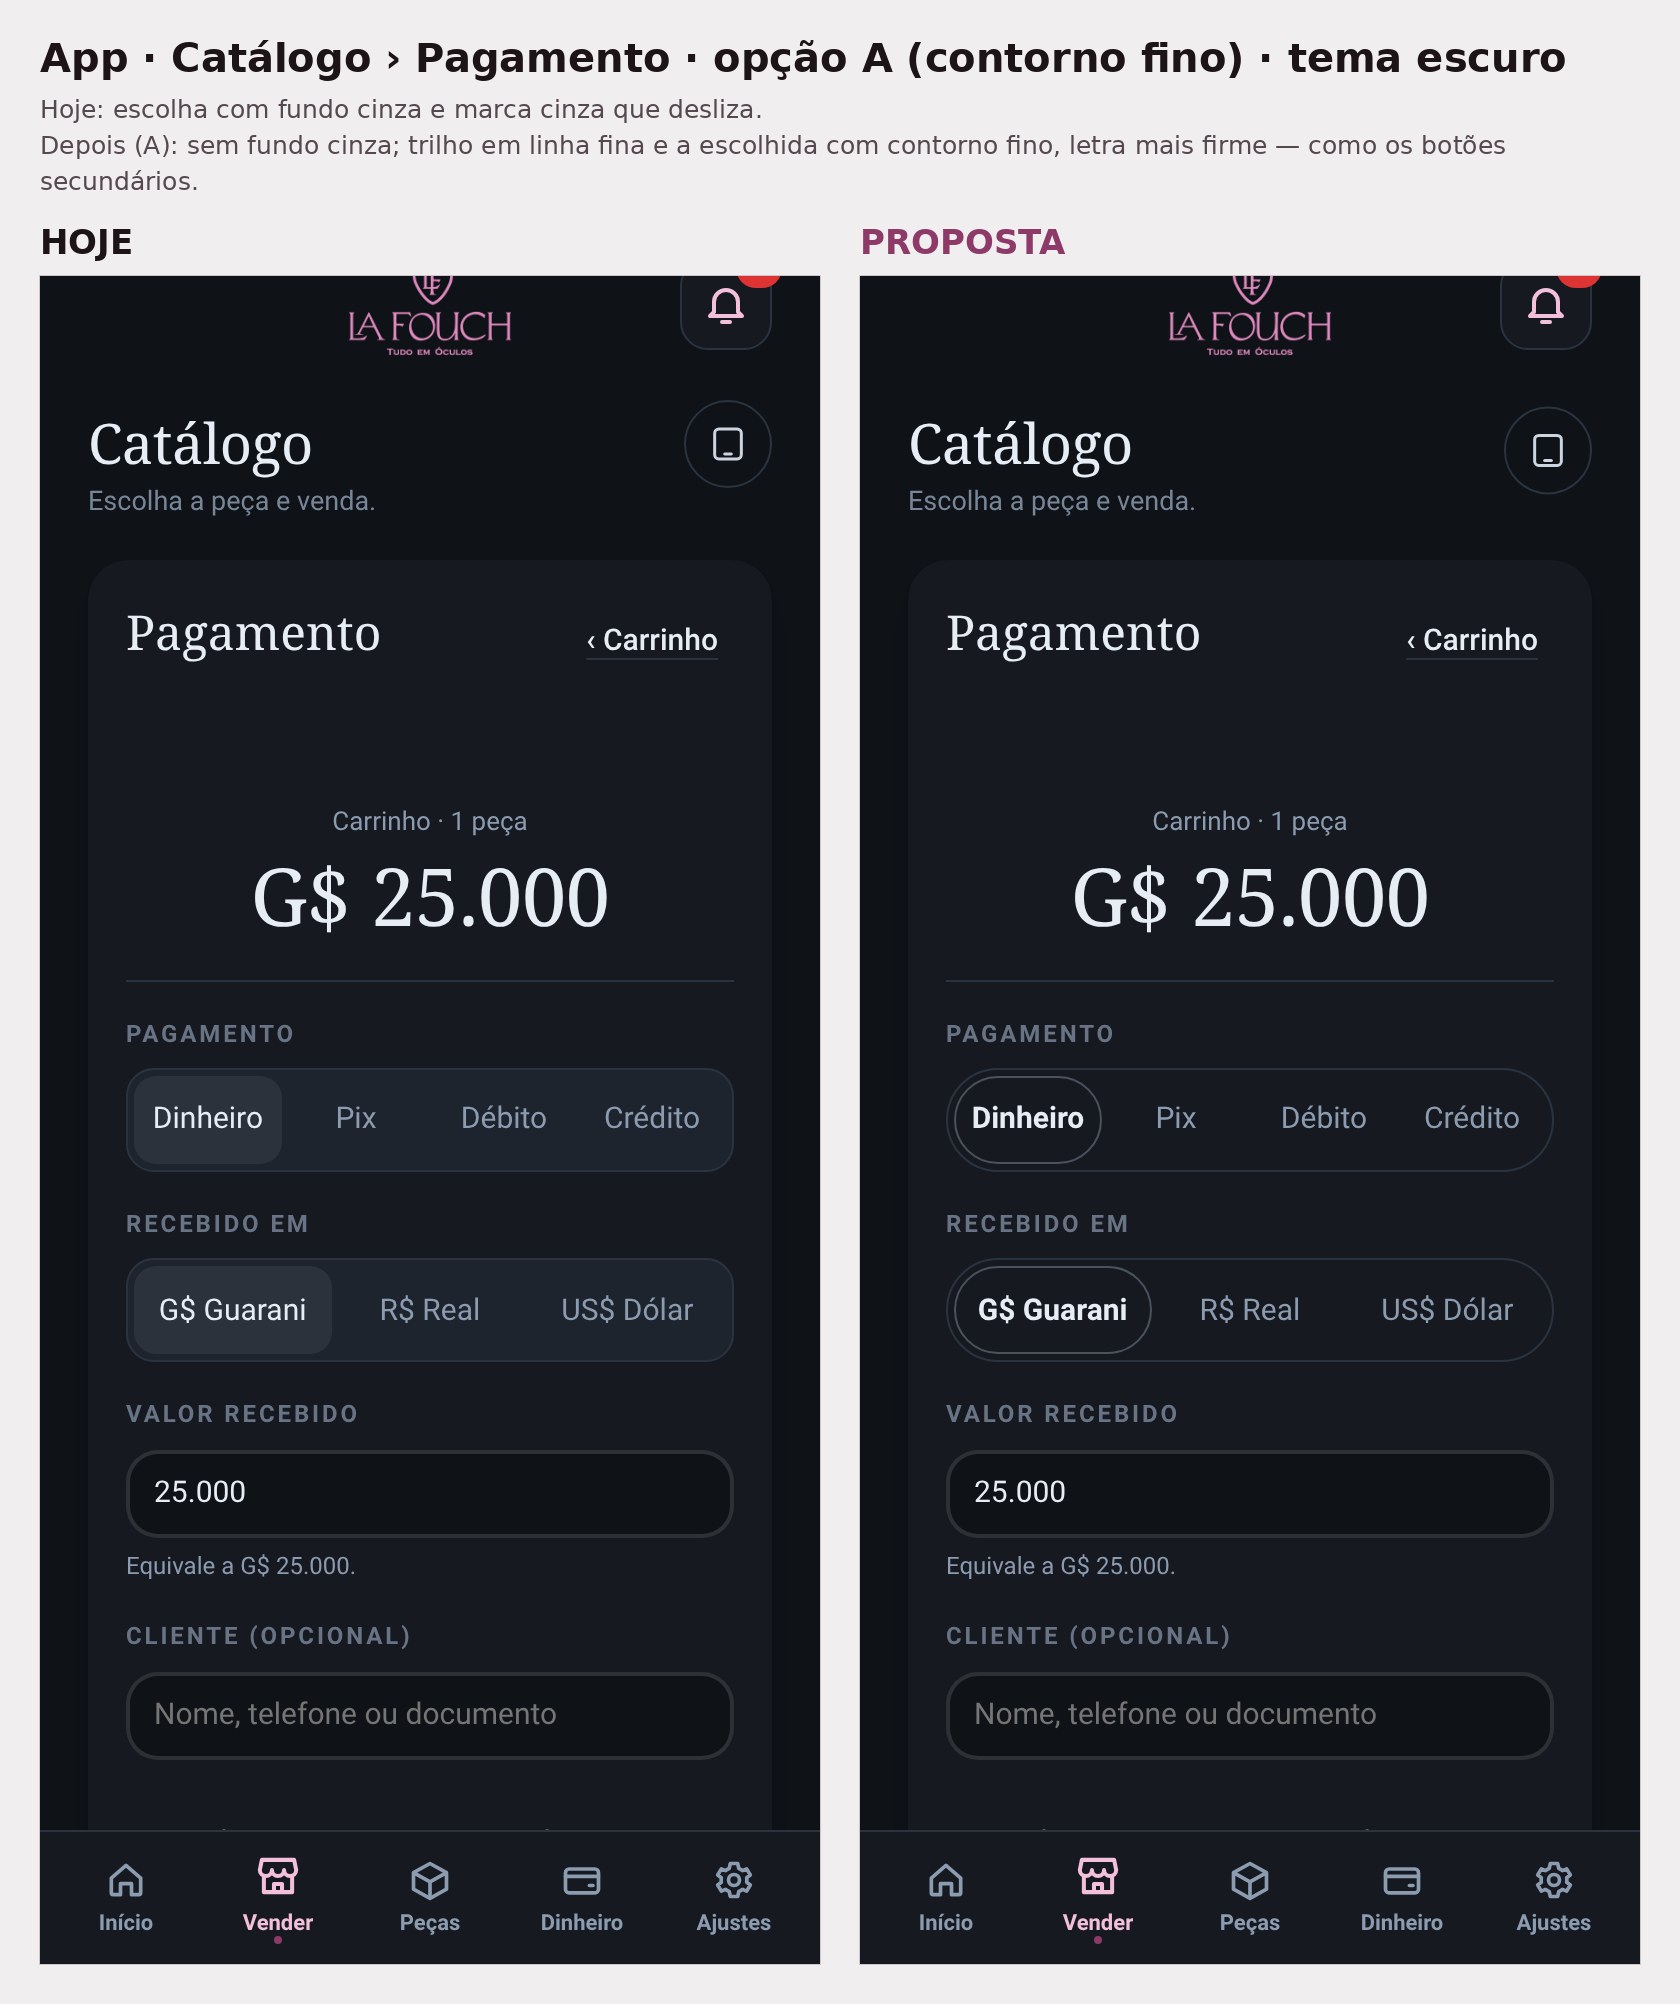 App · Catálogo › Pagamento · opção A (contorno fino) · tema escuro
Hoje: escolha com fundo cinza e marca cinza que desliza.
Depois (A): sem fundo cinza; trilho em linha fina e a escolhida com contorno fino, letra mais firme — como os botões
secundários.
HOJE
LF
LA FOUCH
TUDO EM ÓCULOS
Catálogo
Escolha a peça e venda.
Pagamento
‹ Carrinho
Carrinho · 1 peça
G$ 25.000
PAGAMENTO
Dinheiro Pix Débito Crédito
RECEBIDO EM
G$ Guarani R$ Real US$ Dólar
VALOR RECEBIDO
25.000
Equivale a G$ 25.000.
CLIENTE (OPCIONAL)
Nome, telefone ou documento
Início Vender Peças Dinheiro Ajustes
PROPOSTA
LF
LA FOUCH
TUDO EM ÓCULOS
Catálogo
Escolha a peça e venda.
Pagamento
‹ Carrinho
Carrinho · 1 peça
G$ 25.000
PAGAMENTO
Dinheiro Pix Débito Crédito
RECEBIDO EM
G$ Guarani R$ Real US$ Dólar
VALOR RECEBIDO
25.000
Equivale a G$ 25.000.
CLIENTE (OPCIONAL)
Nome, telefone ou documento
Início Vender Peças Dinheiro Ajustes